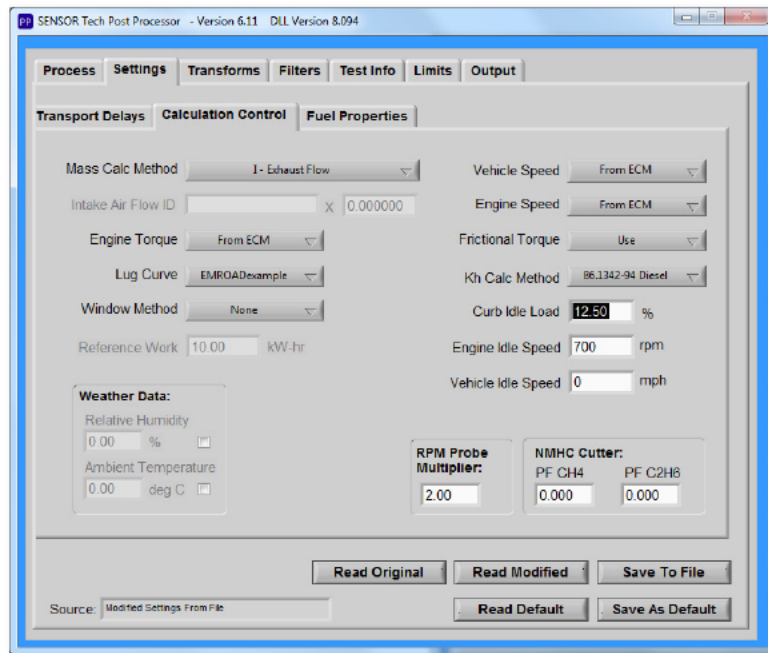 PP SENSOR Tech Post Processor - Version 6.11 DLL Version 8.094
Process Settings Transforms Filters Test Info Limits Output
Transport Delays Calculation Control Fuel Properties
Mass Calc Method I - Exhaust Flow
Intake Air Flow ID X 0.000000
Engine Torque From ECM
Lug Curve EMROADexample
Window Method None
Reference Work 10.00 kW-hr
Vehicle Speed From ECM
Engine Speed From ECM
Frictional Torque Use
Kh Calc Method 86.1342-94 Diesel
Curb Idle Load 12.50 %
Engine Idle Speed 700 rpm
Vehicle Idle Speed 0 mph
Weather Data:
Relative Humidity
0.00 %
Ambient Temperature
0.00 deg C
RPM Probe
Multiplier:
2.00
NMHC Cutter:
PF CH4 PF C2H6
0.000 0.000
Read Original Read Modified Save To File
Source: Modified Settings From File Read Default Save As Default